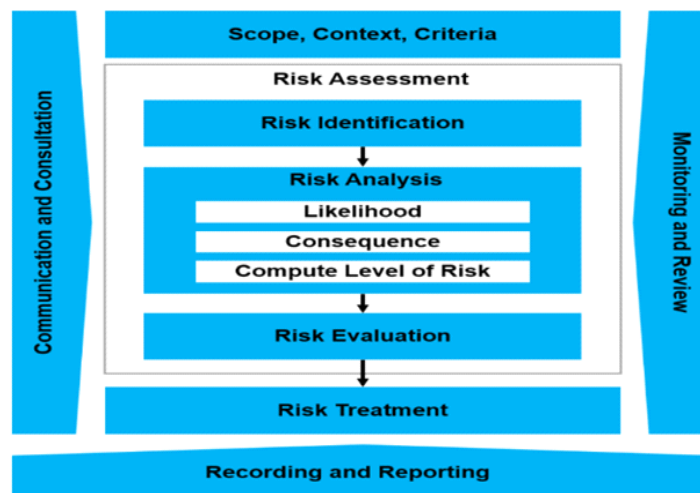 Scope, Context, Criteria
Risk Assessment
Risk Identification
Risk Analysis
Likelihood
Consequence
Compute Level of Risk
Risk Evaluation
Risk Treatment
Communication and Consultation
Monitoring and Review
Recording and Reporting